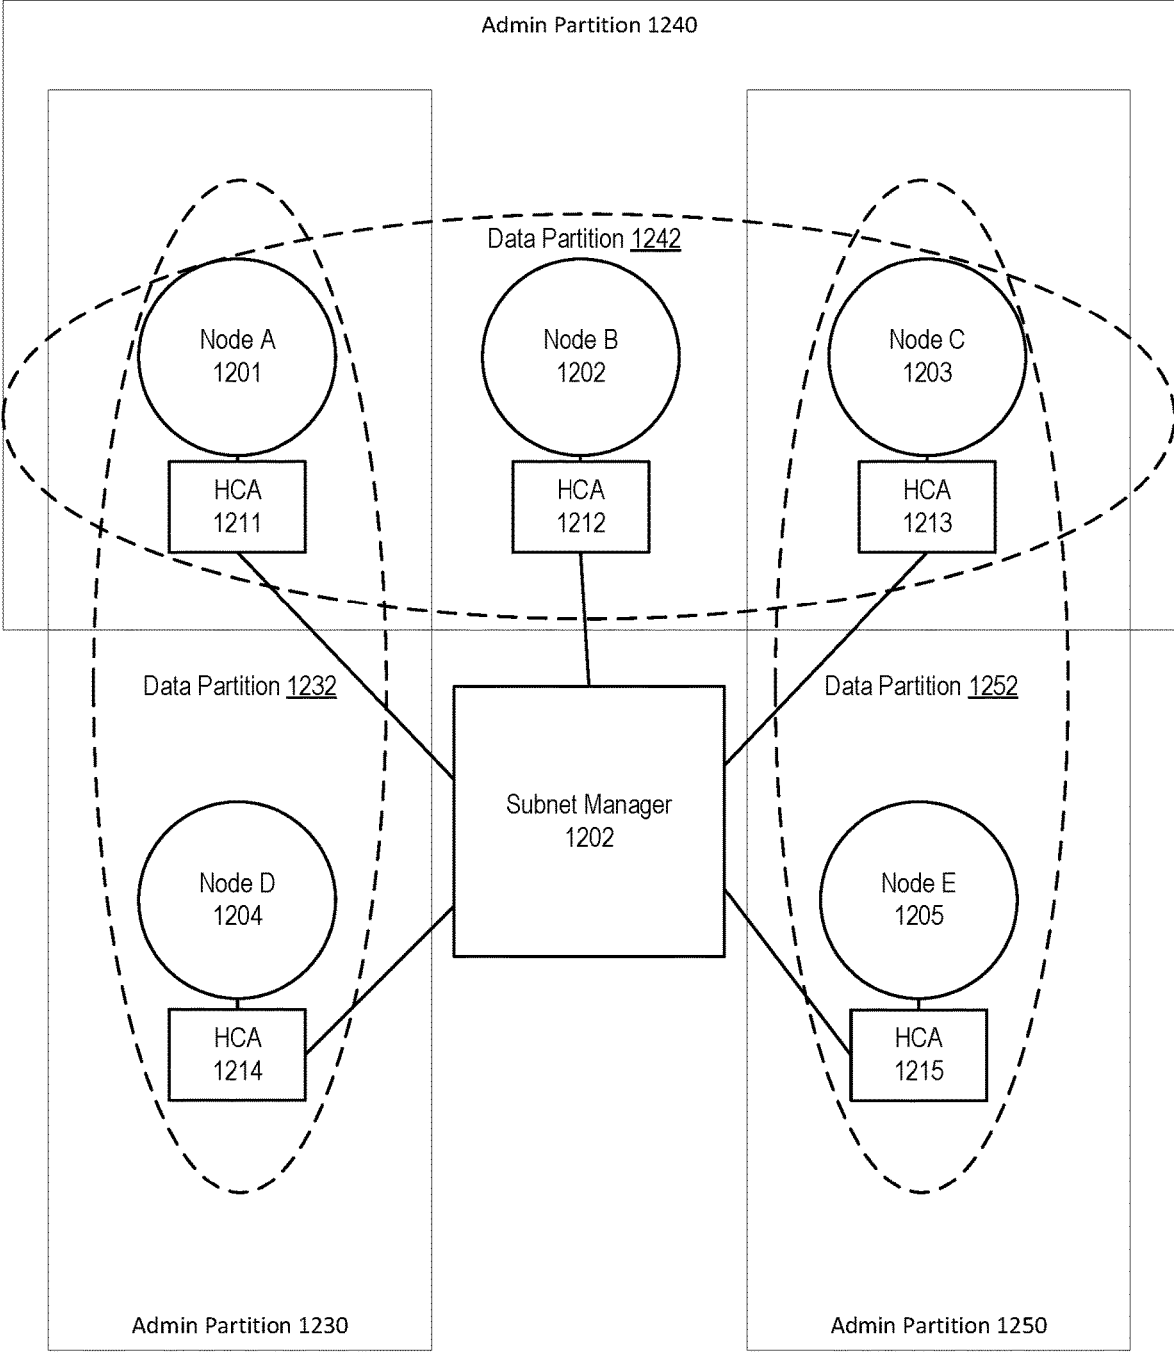 Admin Partition 1240
Data Partition 1242
Node A
1201
Node B
1202
Node C
1203
HCA
1211
HCA
1212
HCA
1213
Data Partition 1232
Data Partition 1252
Subnet Manager
1202
Node D
1204
Node E
1205
HCA
1214
HCA
1215
Admin Partition 1230
Admin Partition 1250